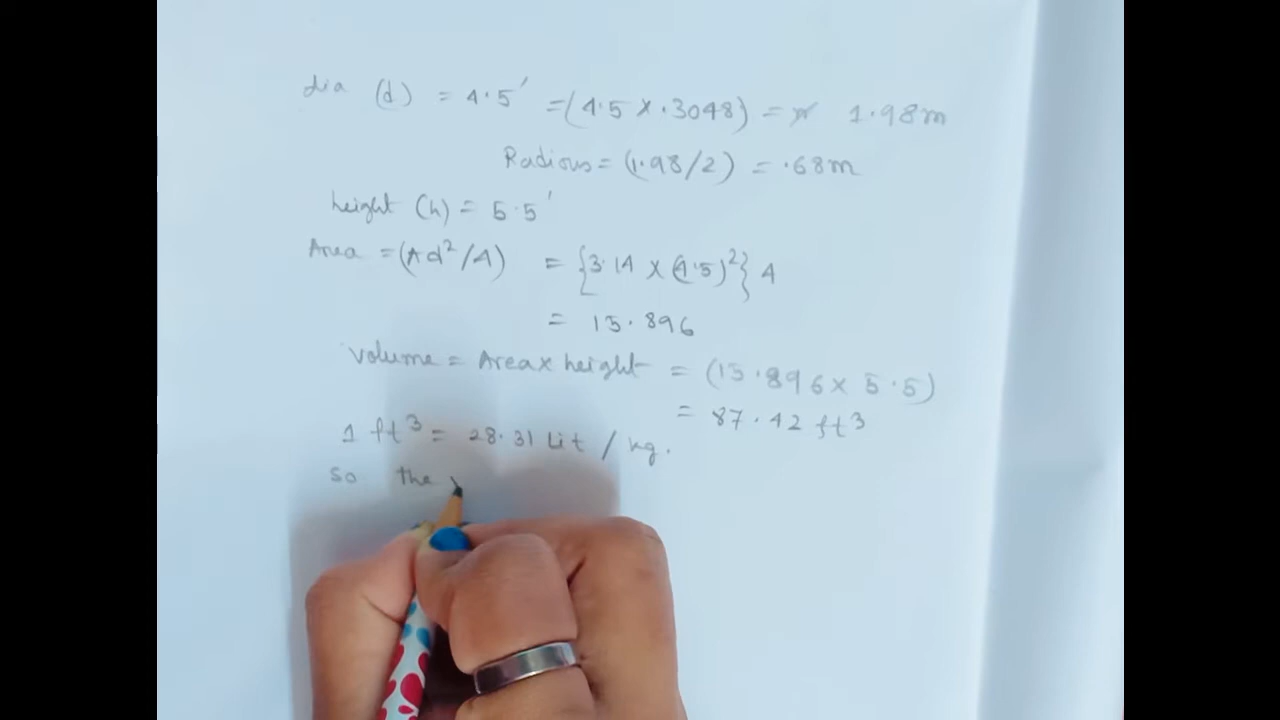 dia (d) = 4.5' = (4.5 x .3048) = 1.98m
Radious = (1.98/2) = .68m
height (h) = 5.5'
Area = (πd²/4) = {3.14 x (4.5)²} 4
= 15.896
Volume = Area x height = (15.896 x 5.5)
= 87.42 ft³
1 ft³ = 28.31 Lit / kg.
So the